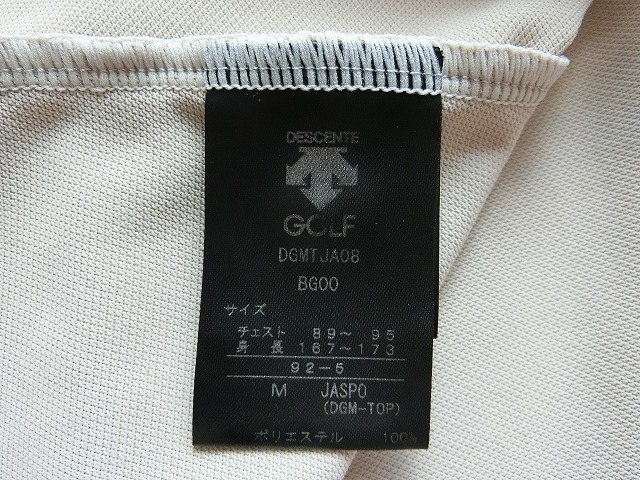 DESCENTE
GOLF
DGMTJA08
BG00
サイズ
チェスト 89～ 95
身 長 167～173
92-5
M JASPO
(DGM-TOP)
ポリエステル 100%